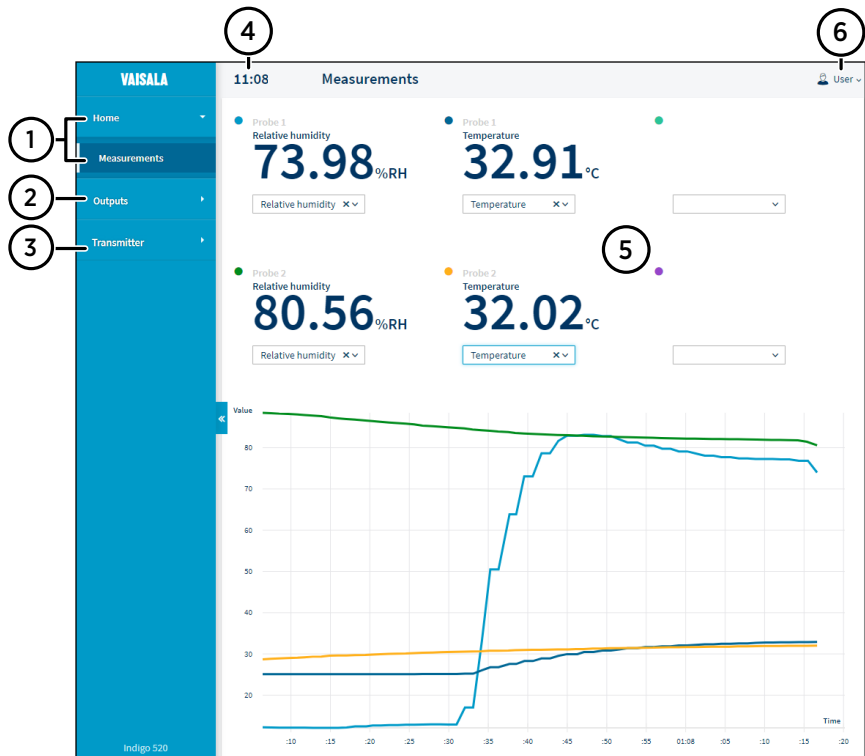 4
6
VAISALA
11:08 Measurements
User
Home
1
Measurements
2
Outputs
3
Transmitter
Probe 1
Relative humidity
73.98 %RH
Relative humidity
Probe 1
Temperature
32.91 °C
Temperature
5
Probe 2
Relative humidity
80.56 %RH
Relative humidity
Probe 2
Temperature
32.02 °C
Temperature
Value
80
70
60
50
40
30
20
Time
:10 :15 :20 :25 :30 :35 :40 :45 :50 :55 01:08 :05 :10 :15 :20
Indigo 520